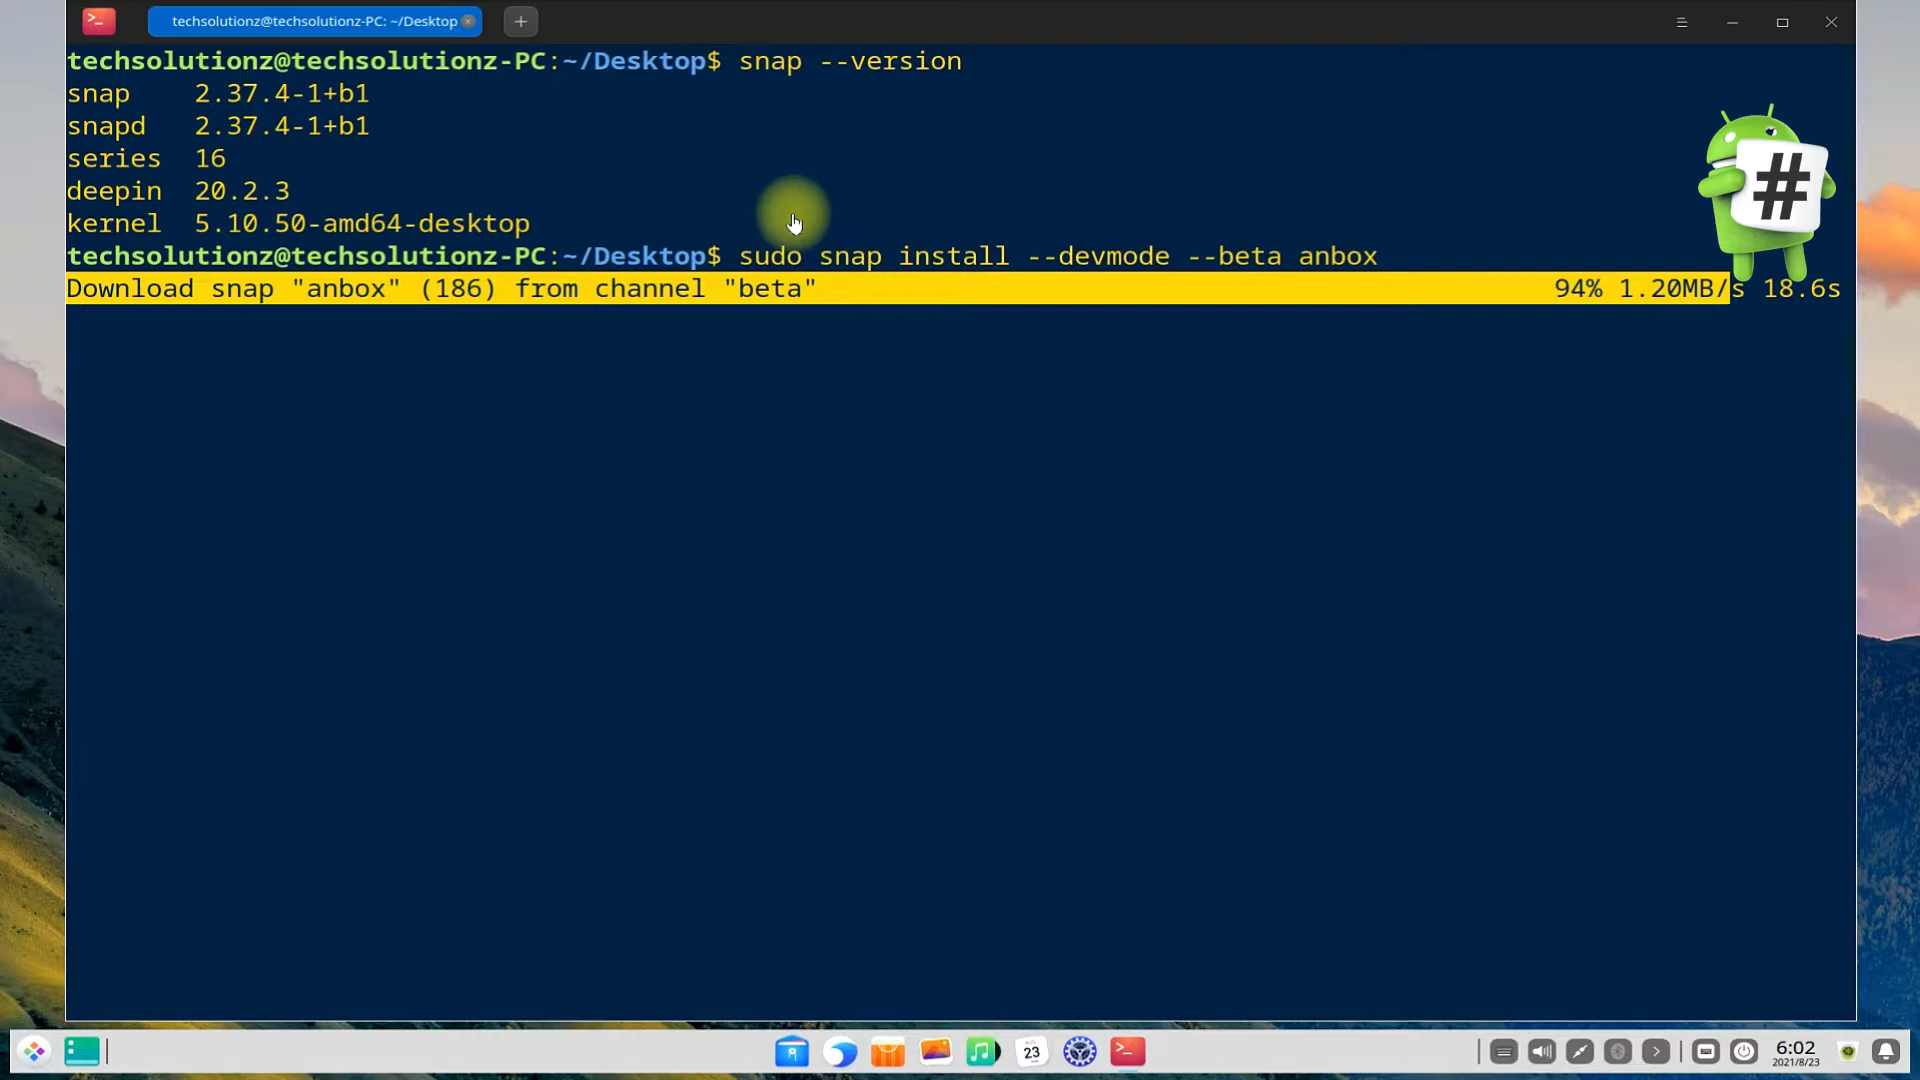 techsolutionz@techsolutionz-PC: ~/Desktop
techsolutionz@techsolutionz-PC:~/Desktop$ snap --version
snap    2.37.4-1+b1
snapd   2.37.4-1+b1
series  16
deepin  20.2.3
kernel  5.10.50-amd64-desktop
#
techsolutionz@techsolutionz-PC:~/Desktop$ sudo snap install --devmode --beta anbox
Download snap "anbox" (186) from channel "beta" 94% 1.20MB/s 18.6s
23
6:02
2021/8/23